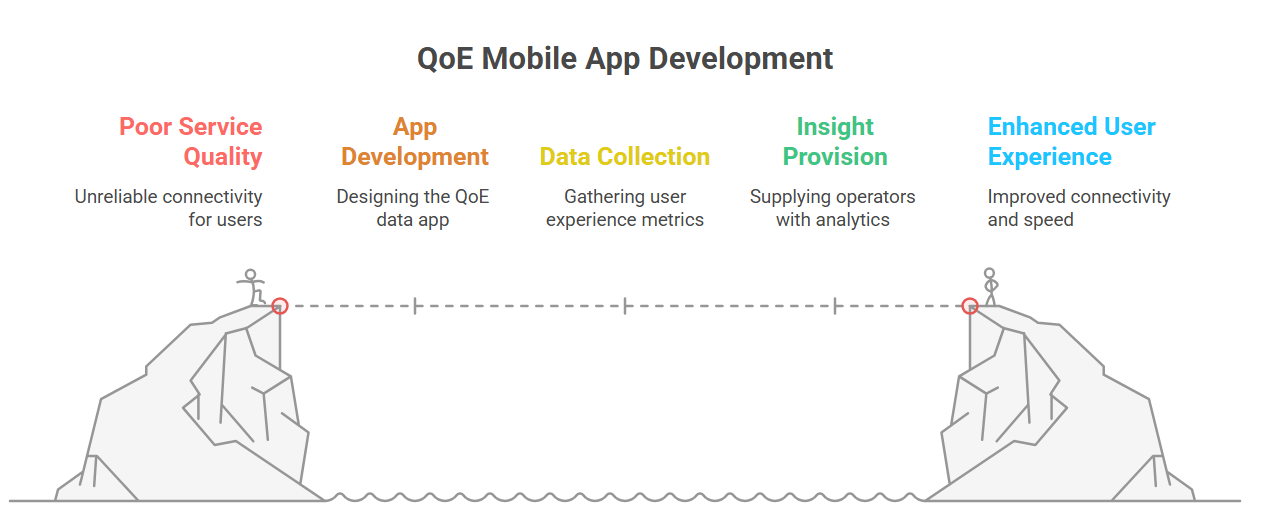 QoE Mobile App Development
Poor Service
Quality
Unreliable connectivity
for users
App
Development
Designing the QoE
data app
Data Collection
Gathering user
experience metrics
Insight
Provision
Supplying operators
with analytics
Enhanced User
Experience
Improved connectivity
and speed